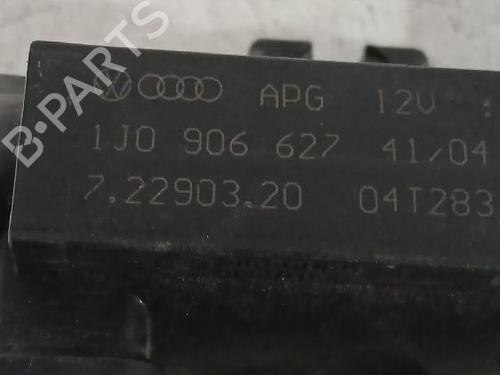 APG 12V :
1J0 906 627 41/04
7.22903.20 04T283
B-PARTS